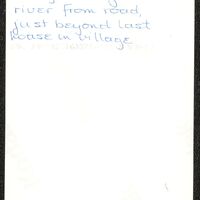 river from road,
just beyond last
house in village